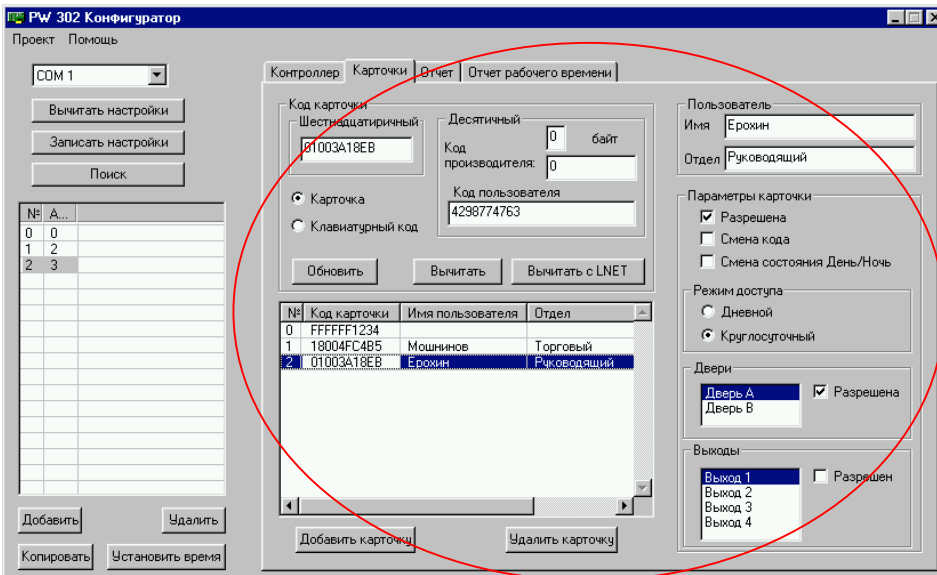 PW 302 Конфигуратор
Проект Помощь
COM 1
Вычитать настройки
Записать настройки
Поиск
№ А...
0 0
1 2
2 3
Добавить Удалить
Копировать Установить время
Контроллер Карточки Отчет Отчет рабочего времени
Код карточки
Шестнадцатиричный
01003A18EB
Десятичный
0 байт
Код производителя: 0
Код пользователя
4298774763
Карточка
Клавиатурный код
Обновить Вычитать Вычитать с LNET
№ Код карточки Имя пользователя Отдел
0 FFFFFF1234
1 18004FC4B5 Мошнинов Торговый
2 01003A18EB Ерохин Руководящий
Добавить карточку Удалить карточку
Пользователь
Имя Ерохин
Отдел Руководящий
Параметры карточки
Разрешена
Смена кода
Смена состояния День/Ночь
Режим доступа
Дневной
Круглосуточный
Двери
Дверь A Разрешена
Дверь B
Выходы
Выход 1 Разрешен
Выход 2
Выход 3
Выход 4